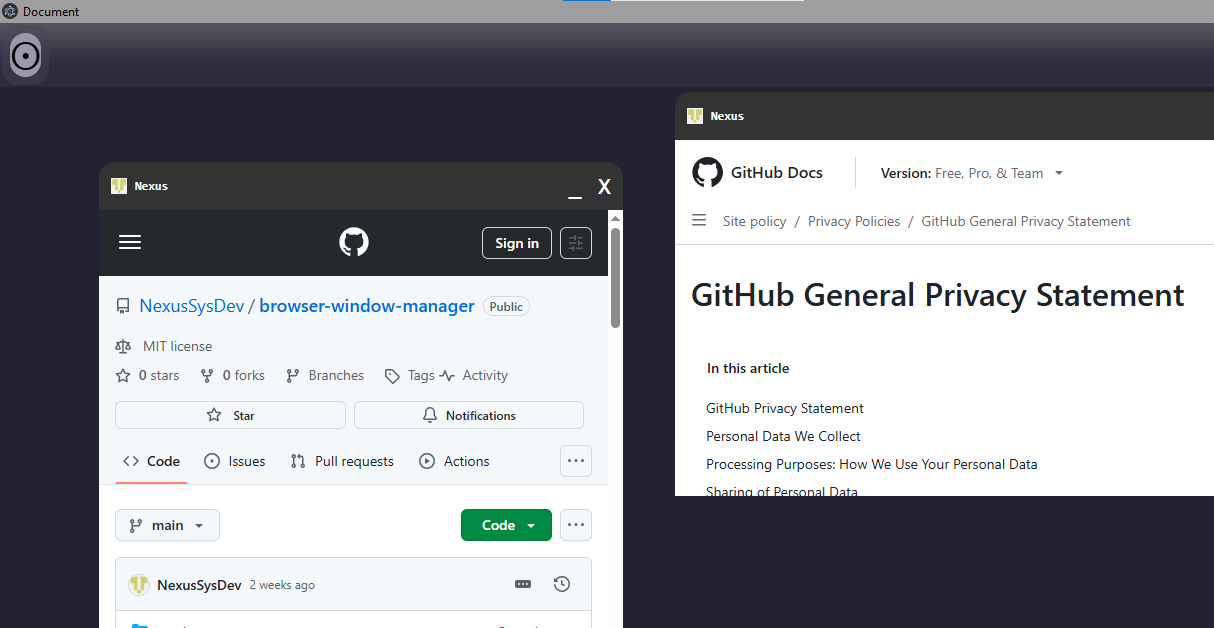 Document
Nexus
X
Sign in
NexusSysDev / browser-window-manager Public
MIT license
0 stars 0 forks Branches Tags Activity
Star Notifications
Code Issues Pull requests Actions
main Code
NexusSysDev 2 weeks ago
Nexus
GitHub Docs Version: Free, Pro, & Team
Site policy / Privacy Policies / GitHub General Privacy Statement
GitHub General Privacy Statement
In this article
GitHub Privacy Statement
Personal Data We Collect
Processing Purposes: How We Use Your Personal Data
Sharing of Personal Data